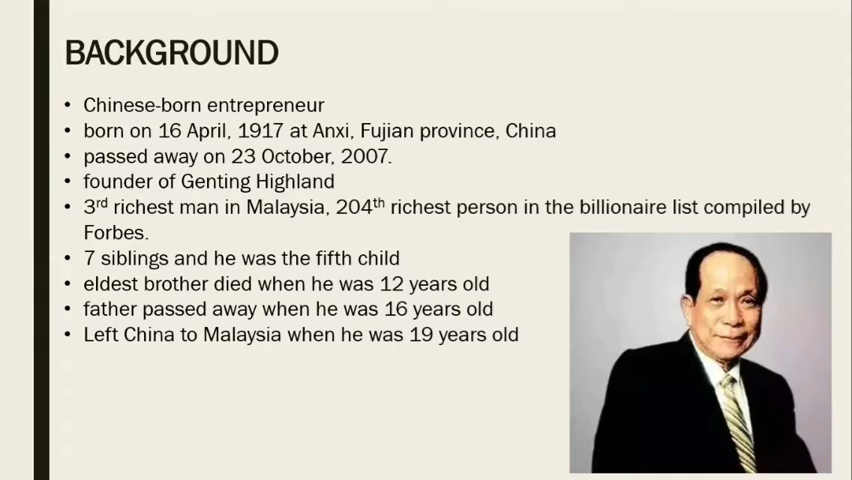 BACKGROUND
• Chinese-born entrepreneur
• born on 16 April, 1917 at Anxi, Fujian province, China
• passed away on 23 October, 2007.
• founder of Genting Highland
• 3rd richest man in Malaysia, 204th richest person in the billionaire list compiled by
Forbes.
• 7 siblings and he was the fifth child
• eldest brother died when he was 12 years old
• father passed away when he was 16 years old
• Left China to Malaysia when he was 19 years old